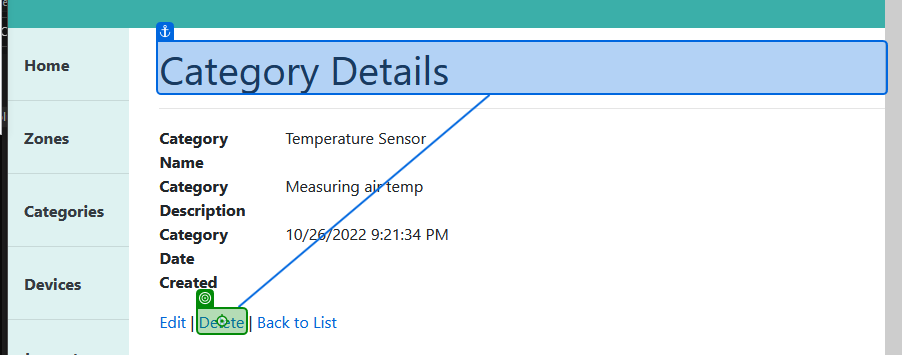 Home
Zones
Categories
Devices
Category Details
Category Name Temperature Sensor
Category Description Measuring air temp
Category Date Created 10/26/2022 9:21:34 PM
Edit | Delete | Back to List